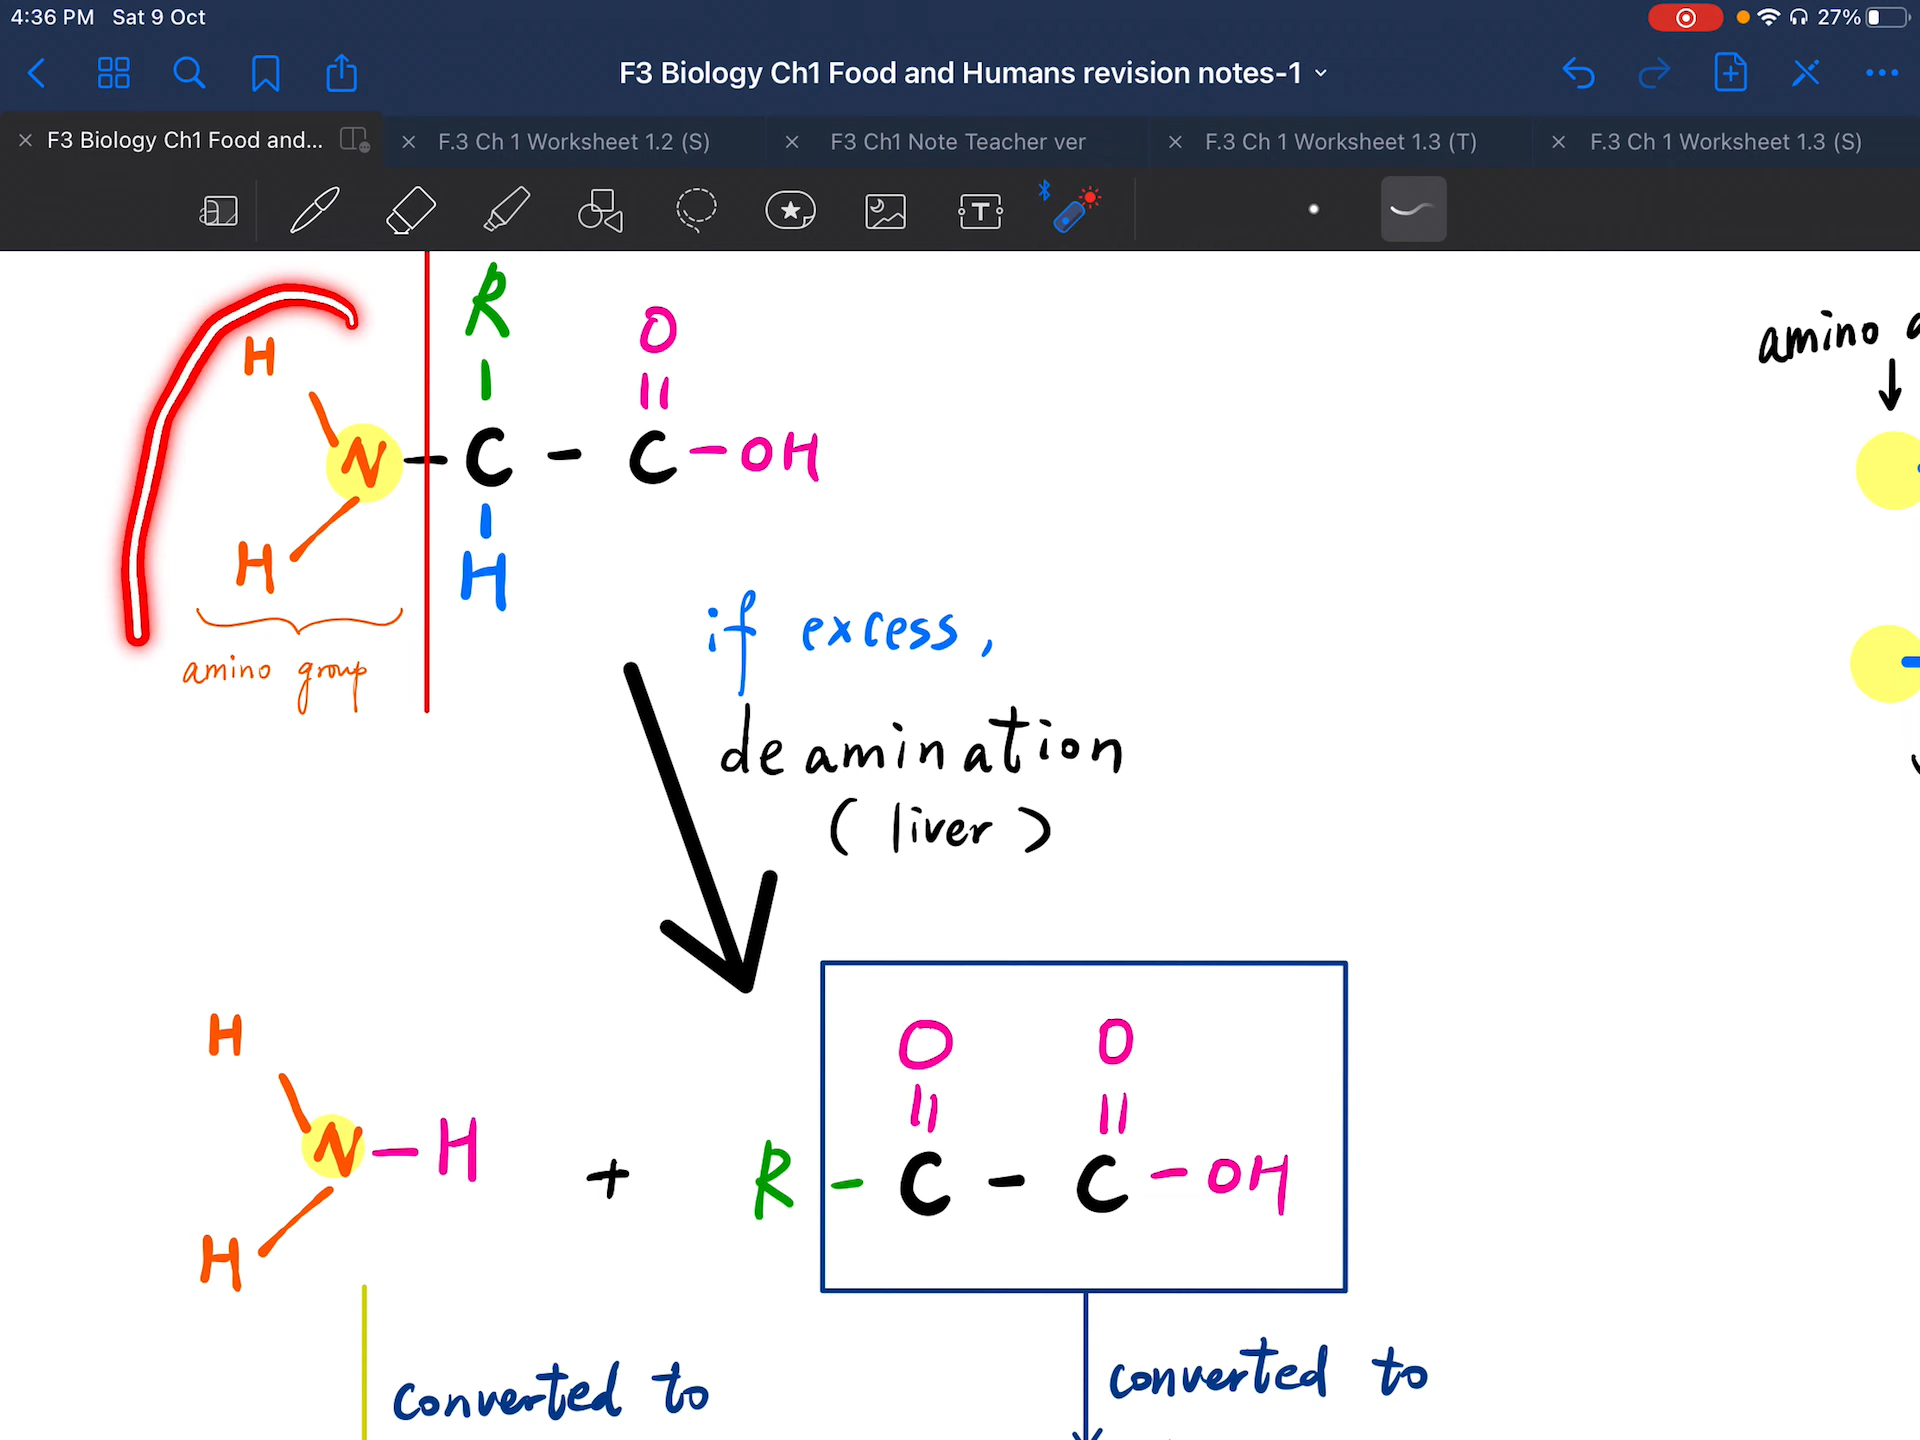 4:36 PM Sat 9 Oct
27%
F3 Biology Ch1 Food and Humans revision notes-1
F3 Biology Ch1 Food and...
F.3 Ch 1 Worksheet 1.2 (S)
F3 Ch1 Note Teacher ver
F.3 Ch 1 Worksheet 1.3 (T)
F.3 Ch 1 Worksheet 1.3 (S)
T
R O
H
N - C - C - OH
H H
amino group
amino a
if excess,
deamination
(liver)
H O O
N - H + R - C - C - OH
H
converted to
converted to